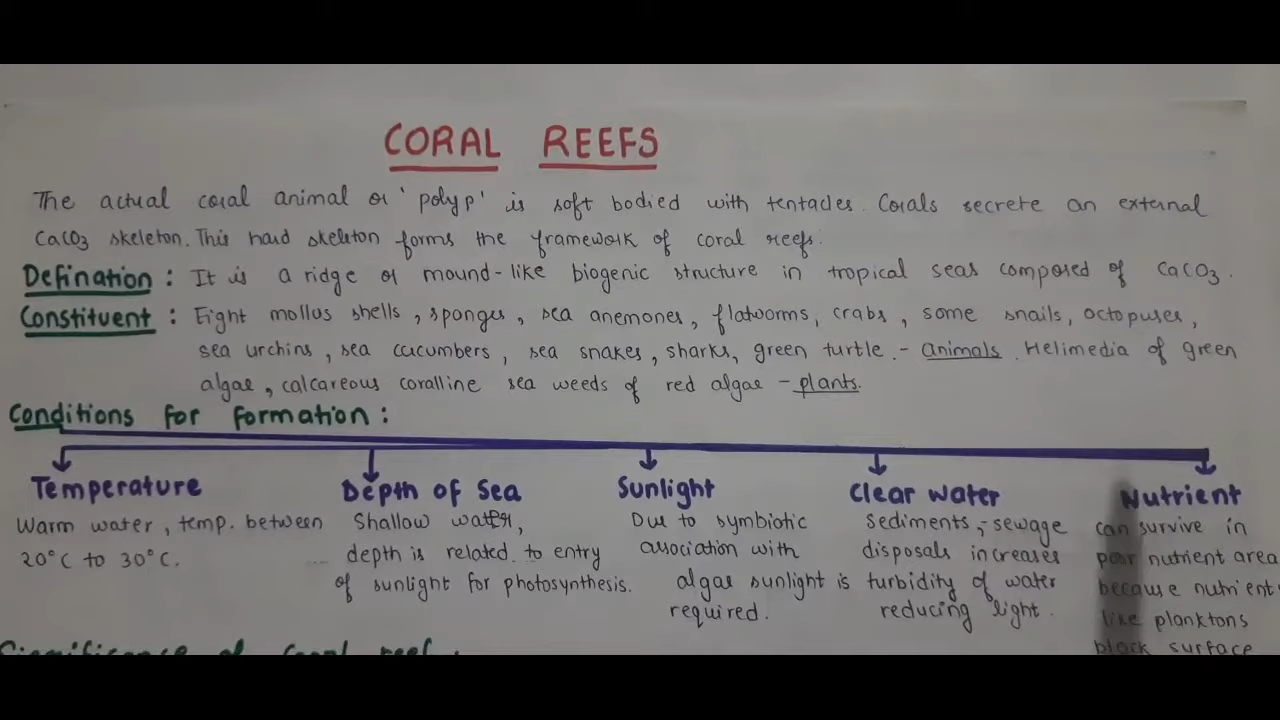 CORAL REEFS
The actual coral animal or 'polyp' is soft bodied with tentacles. Corals secrete an external
CaCO3 skeleton. This hard skeleton forms the framework of coral reefs.
Defination : It is a ridge or mound-like biogenic structure in tropical seas composed of CaCO3.
Constituent : Eight mollus shells, sponges, sea anemones, flatworms, crabs, some snails, octopuses,
sea urchins, sea cucumbers, sea snakes, sharks, green turtle. - animals. Helimedia of green
algae, calcareous coralline sea weeds of red algae - plants.
Conditions for formation :
Temperature
Warm water, temp. between
20°C to 30°C.
Depth of Sea
Shallow water,
depth is related to entry
of sunlight for photosynthesis.
Sunlight
Due to symbiotic
association with
algae sunlight is
required.
Clear water
Sediments, sewage
disposals increases
turbidity of water
reducing light.
Nutrient
can survive in
poor nutrient area
because nutrient
like planktons
block surface
Significance of coral reef :